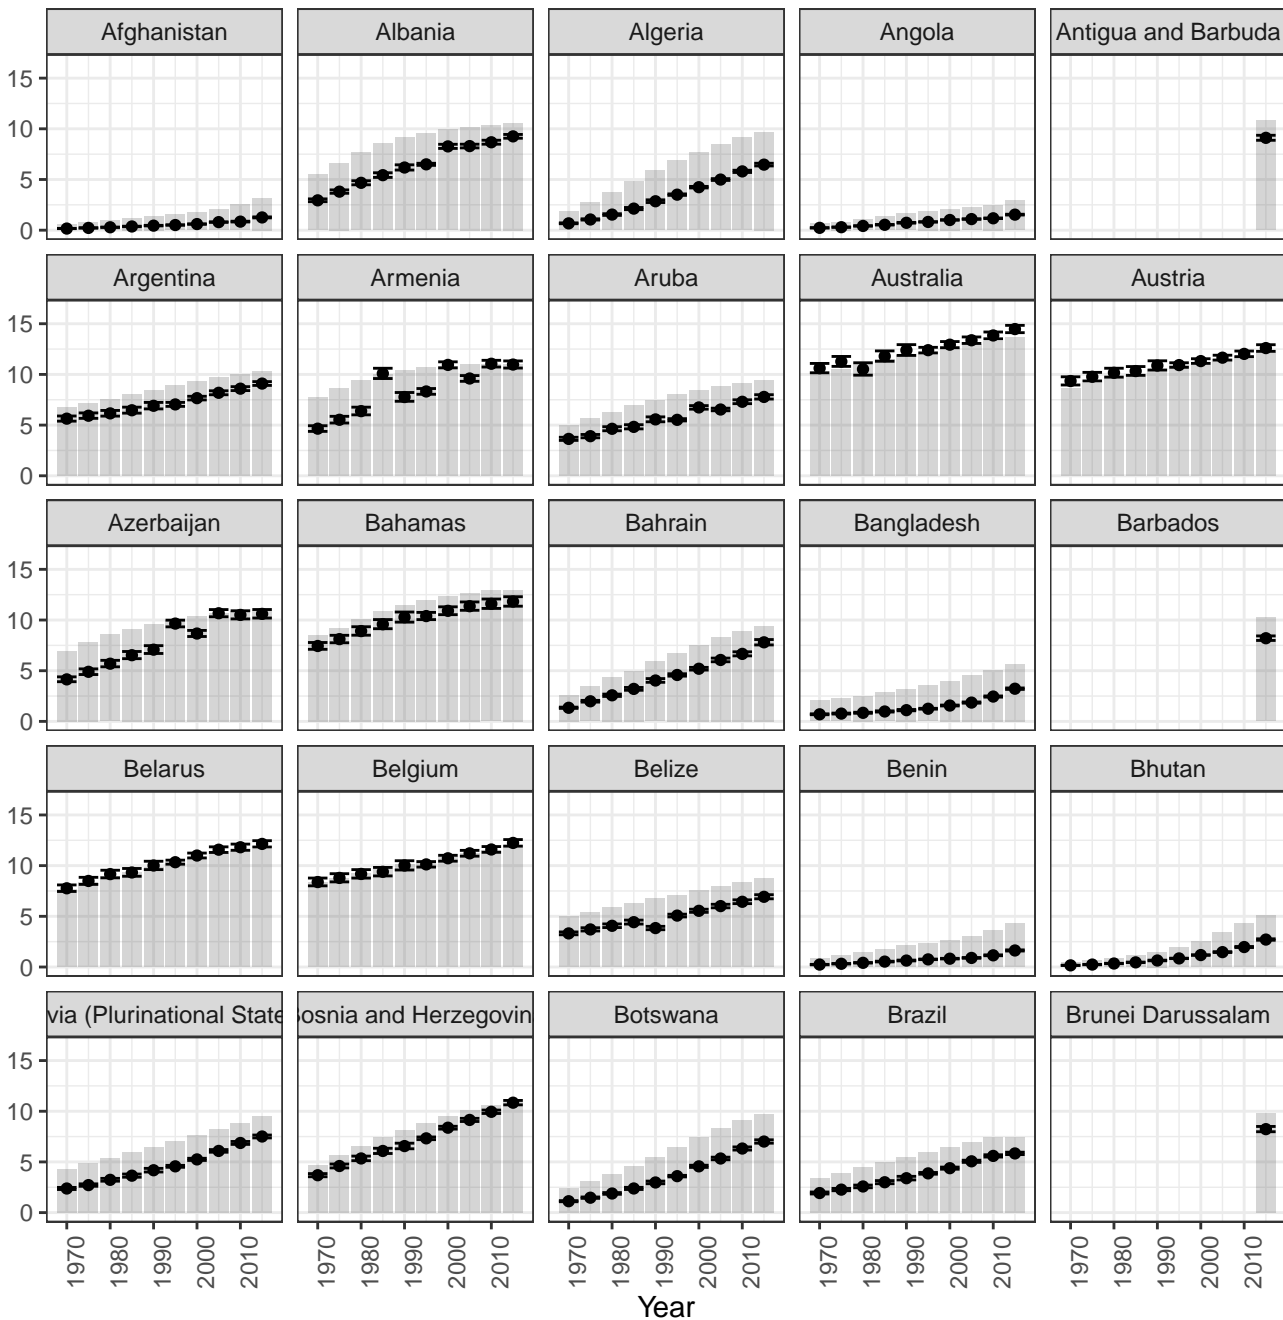 Afghanistan
Albania
Algeria
Angola
Antigua and Barbuda
15
10
5
0
Argentina
Armenia
Aruba
Australia
Austria
15
10
5
0
Azerbaijan
Bahamas
Bahrain
Bangladesh
Barbados
15
10
5
0
Belarus
Belgium
Belize
Benin
Bhutan
15
10
5
0
via (Plurinational State
osnia and Herzegovin
Botswana
Brazil
Brunei Darussalam
15
10
5
0
1970 1980 1990 2000 2010
1970 1980 1990 2000 2010
1970 1980 1990 2000 2010
1970 1980 1990 2000 2010
1970 1980 1990 2000 2010
Year